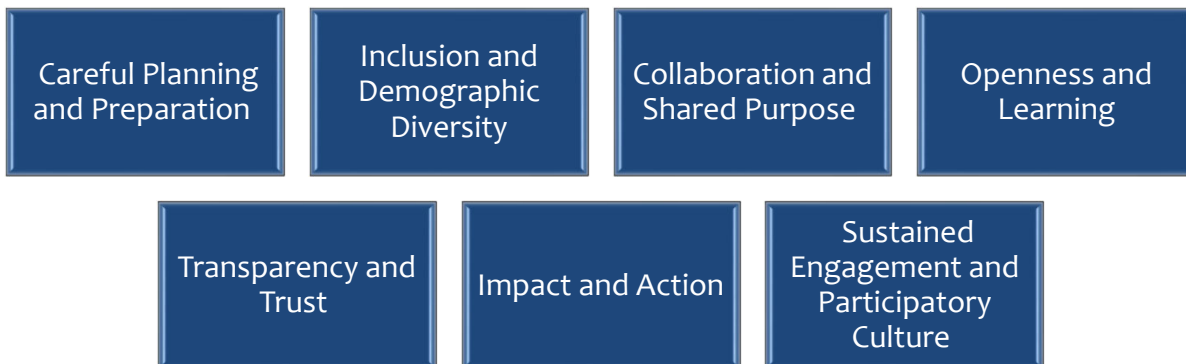 Careful Planning
and Preparation
Inclusion and
Demographic
Diversity
Collaboration and
Shared Purpose
Openness and
Learning
Transparency and
Trust
Impact and Action
Sustained
Engagement and
Participatory
Culture